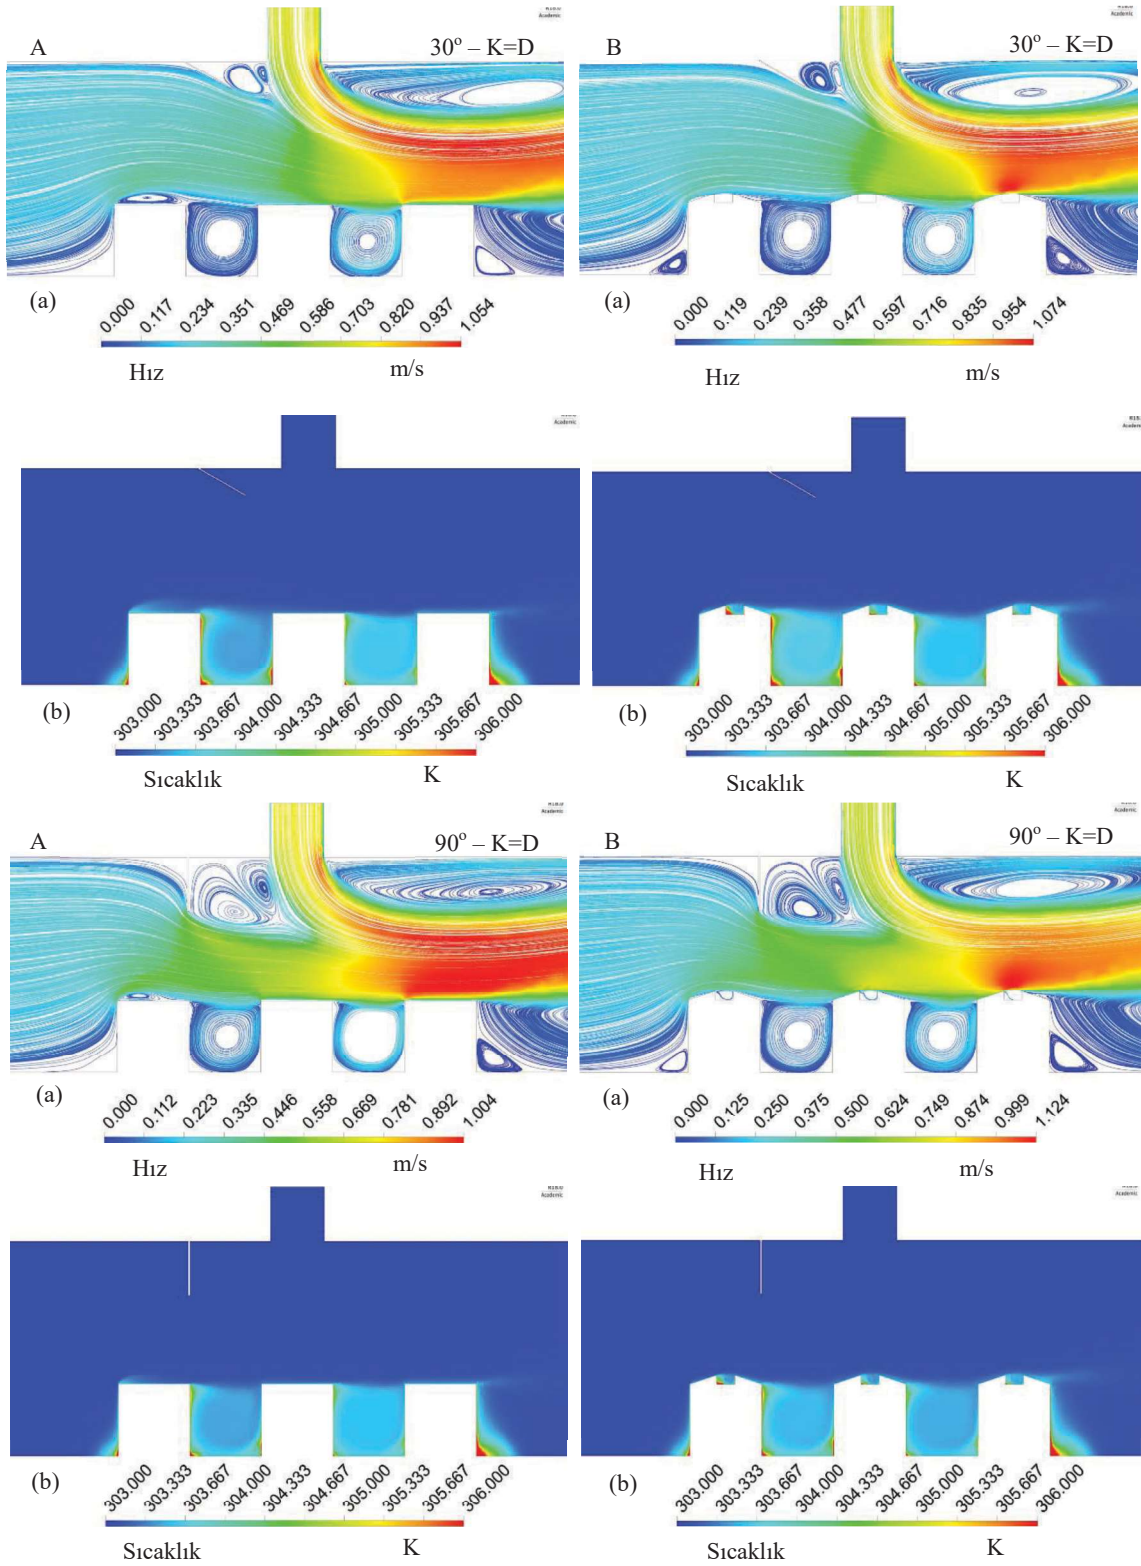 A
30° – K=D
B
30° – K=D
Academic
Academic
(a)
0.000 0.117 0.234 0.351 0.469 0.586 0.703 0.820 0.937 1.054
Hız
m/s
(a)
0.000 0.119 0.239 0.358 0.477 0.597 0.716 0.835 0.954 1.074
Hız
m/s
Academic
Academic
(b)
303.000 303.333 303.667 304.000 304.333 304.667 305.000 305.333 305.667 306.000
Sıcaklık
K
(b)
303.000 303.333 303.667 304.000 304.333 304.667 305.000 305.333 305.667 306.000
Sıcaklık
K
A
90° – K=D
B
90° – K=D
Academic
Academic
(a)
0.000 0.112 0.223 0.335 0.446 0.558 0.669 0.781 0.892 1.004
Hız
m/s
(a)
0.000 0.125 0.250 0.375 0.500 0.624 0.749 0.874 0.999 1.124
Hız
m/s
Academic
Academic
(b)
303.000 303.333 303.667 304.000 304.333 304.667 305.000 305.333 305.667 306.000
Sıcaklık
K
(b)
303.000 303.333 303.667 304.000 304.333 304.667 305.000 305.333 305.667 306.000
Sıcaklık
K